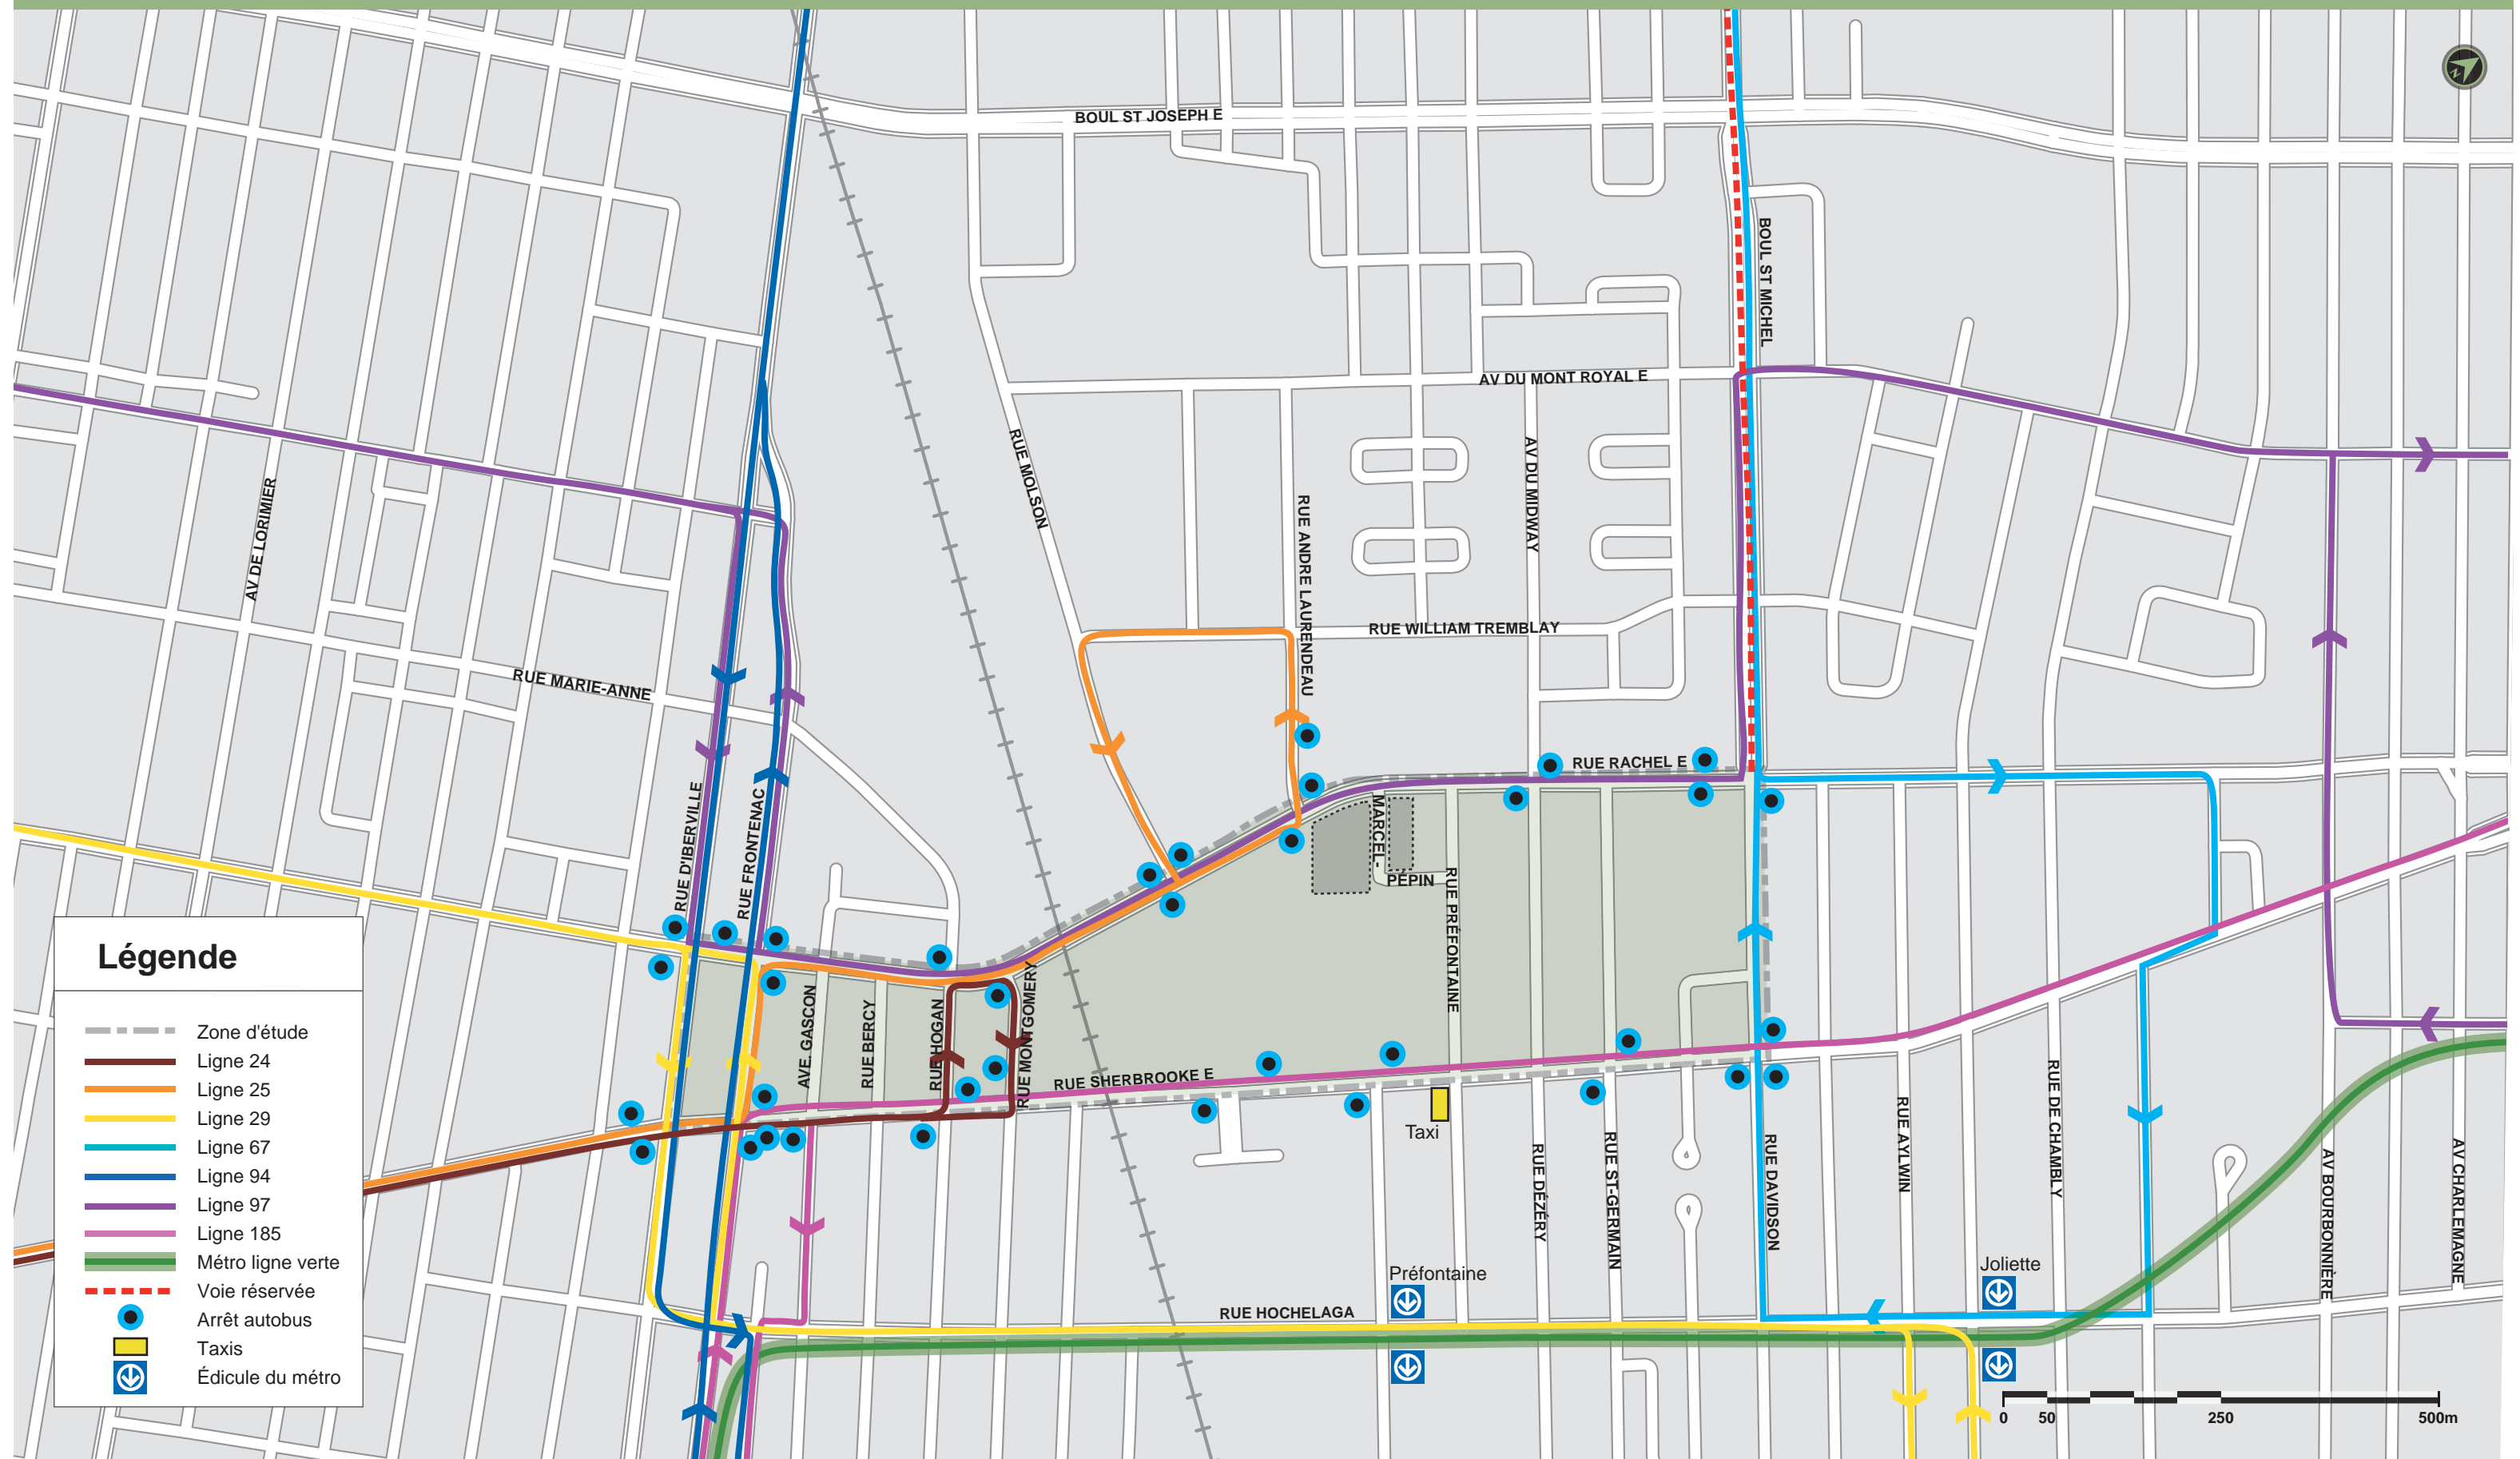 N
BOUL ST JOSEPH E
BOUL ST MICHEL
AV DU MONT ROYAL E
RUE MOLSON
AV DU MIDWAY
AV DE LORIMIER
RUE ANDRE LAURENDEAU
RUE WILLIAM TREMBLAY
RUE MARIE-ANNE
RUE RACHEL E
RUE D'IBERVILLE
RUE FRONTENAC
MARCEL-
PÉPIN
RUE PRÉFONTAINE
AVE. GASCON
RUE BERCY
RUE HOGAN
RUE MONTGOMERY
RUE SHERBROOKE E
Taxi
RUE DÉZÉRY
RUE ST-GERMAIN
RUE DAVIDSON
RUE AYLWIN
RUE DE CHAMBLY
AV BOURBONNIÈRE
AV CHARLEMAGNE
Préfontaine
Joliette
RUE HOCHELAGA
Légende
Zone d'étude
Ligne 24
Ligne 25
Ligne 29
Ligne 67
Ligne 94
Ligne 97
Ligne 185
Métro ligne verte
Voie réservée
Arrêt autobus
Taxis
Édicule du métro
0 50 250 500m